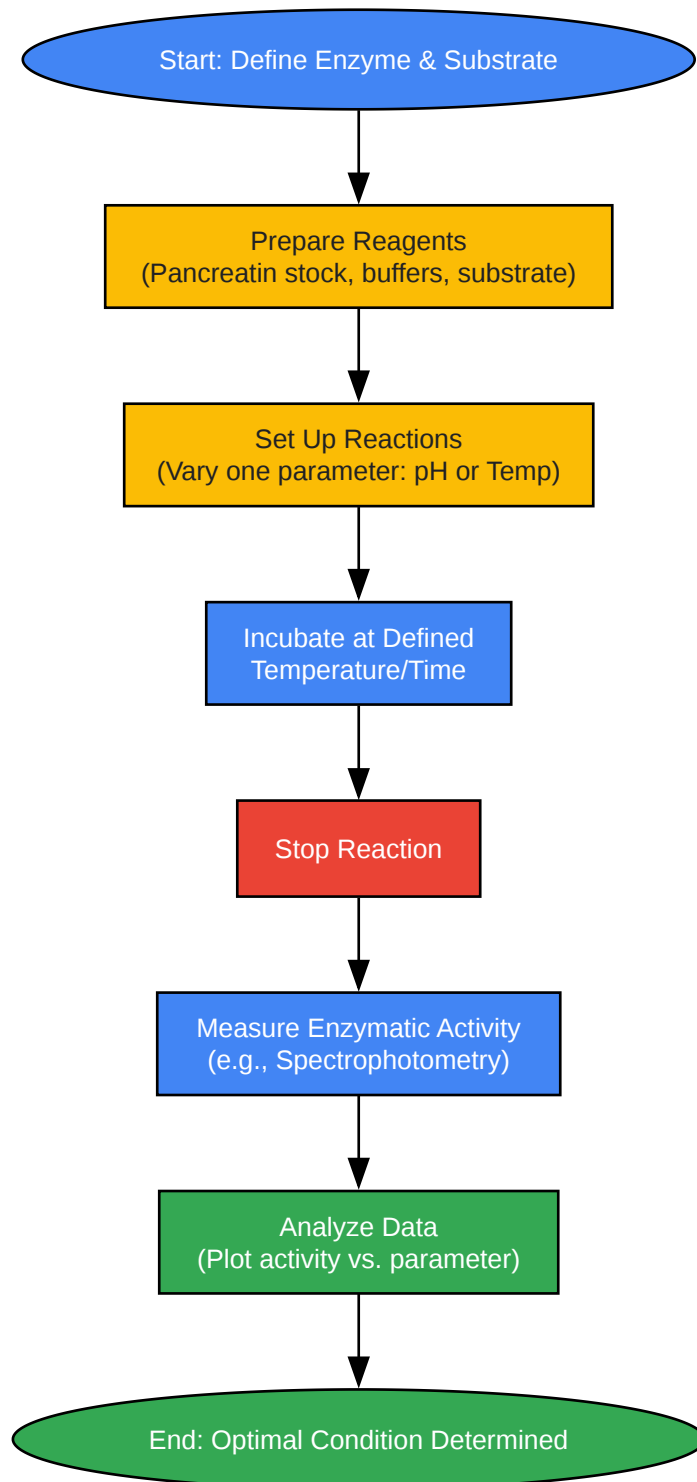 Start: Define Enzyme & Substrate
Prepare Reagents
(Pancreatin stock, buffers, substrate)
Set Up Reactions
(Vary one parameter: pH or Temp)
Incubate at Defined
Temperature/Time
Stop Reaction
Measure Enzymatic Activity
(e.g., Spectrophotometry)
Analyze Data
(Plot activity vs. parameter)
End: Optimal Condition Determined